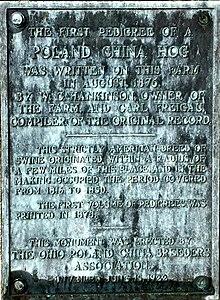 THE FIRST PEDIGREE OF A
POLAND CHINA HOG
WAS WRITTEN ON THIS FARM
IN AUGUST 1876
BY W.C. HANKINSON, OWNER OF
THE FARM AND CARL FREIGAU,
COMPILER OF THE ORIGINAL RECORD
THIS STRICTLY AMERICAN BREED OF
SWINE ORIGINATED WITHIN A RADIUS OF
A FEW MILES OF THIS PLACE AND IN THE
MAKING OCCUPIED THE PERIOD COVERED
FROM 1816 TO 1850.
THE FIRST VOLUME OF PEDIGREES WAS
PRINTED IN 1878.
THIS MONUMENT WAS ERECTED BY
THE OHIO POLAND CHINA BREEDERS
ASSOCIATION
1922